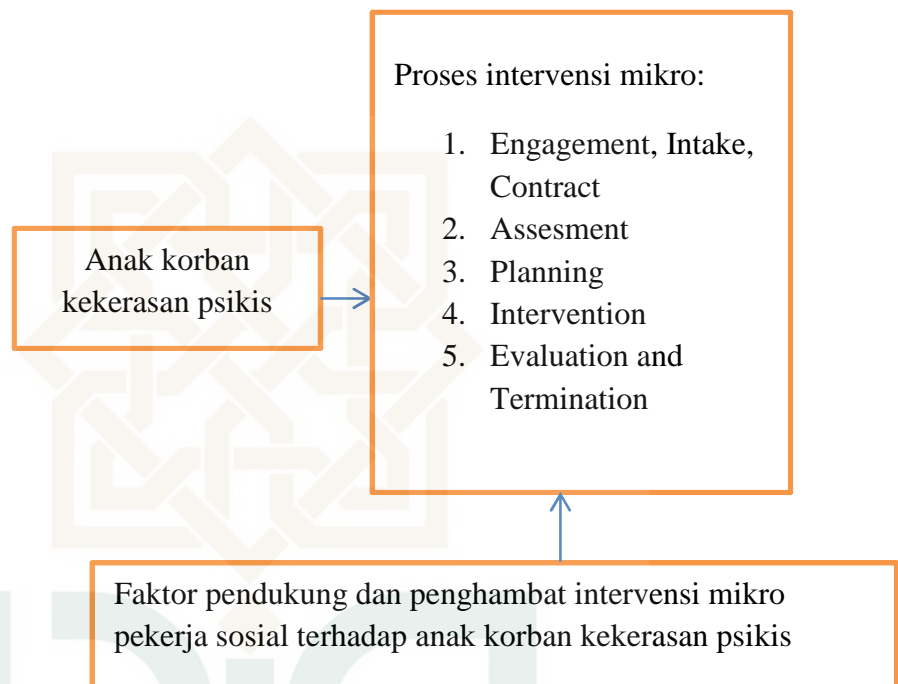 Proses intervensi mikro:
1. Engagement, Intake,
Contract
2. Assesment
3. Planning
4. Intervention
5. Evaluation and
Termination
Anak korban
kekerasan psikis
Faktor pendukung dan penghambat intervensi mikro
pekerja sosial terhadap anak korban kekerasan psikis